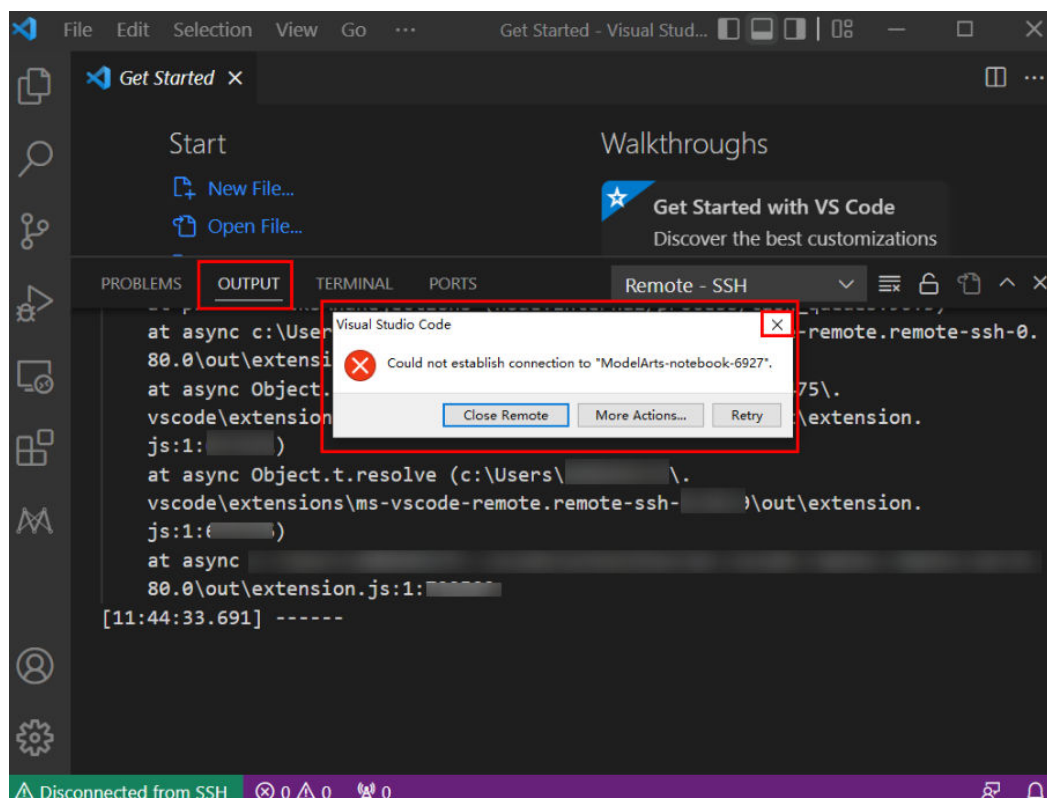 File Edit Selection View Go ··· Get Started - Visual Stud...
Get Started
Start
Walkthroughs
New File...
Open File...
Get Started with VS Code
Discover the best customizations
PROBLEMS OUTPUT TERMINAL PORTS Remote - SSH
at async c:\User -remote.remote-ssh-0.
80.0\out\extensi
at async Object. 75\.
vscode\extension \extension.
js:1: )
at async Object.t.resolve (c:\Users\ \.
vscode\extensions\ms-vscode-remote.remote-ssh- \out\extension.
js:1: )
at async
80.0\out\extension.js:1:
[11:44:33.691] ------
Visual Studio Code
Could not establish connection to "ModelArts-notebook-6927".
Close Remote More Actions... Retry
Disconnected from SSH 0 0 0